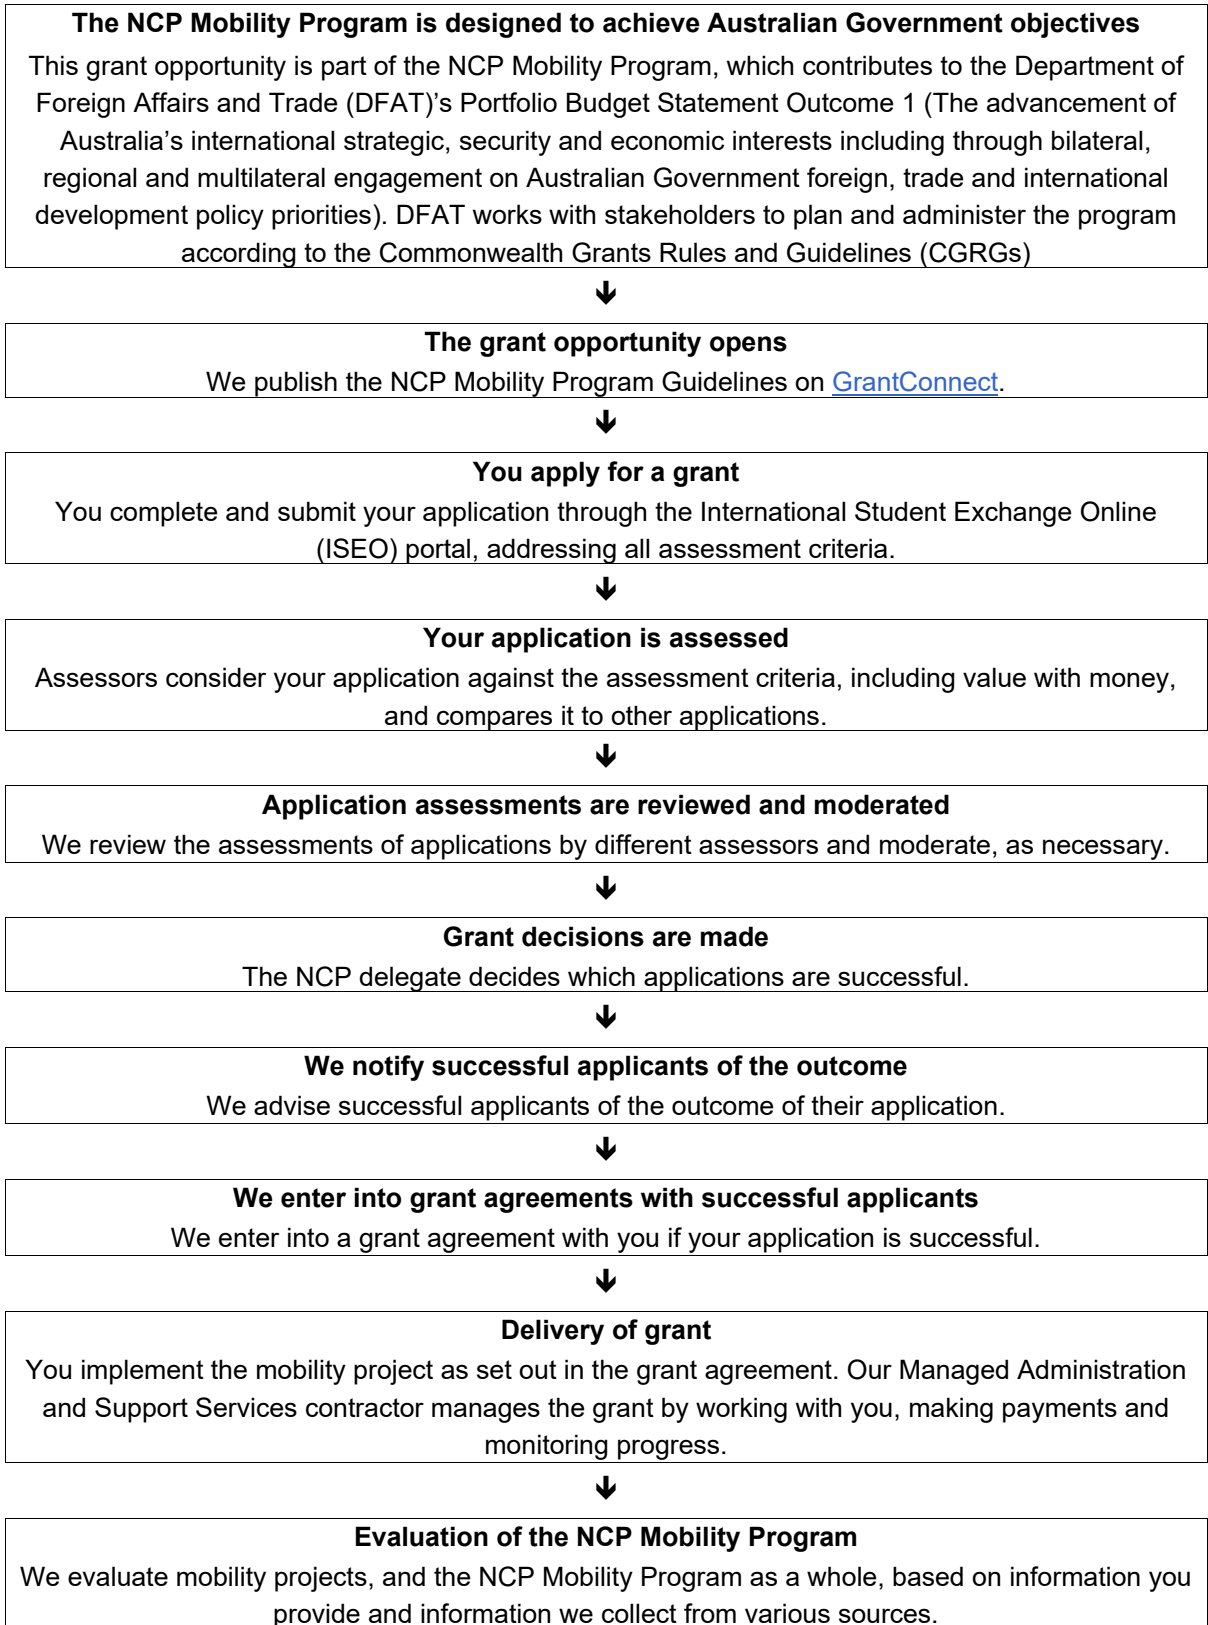 The NCP Mobility Program is designed to achieve Australian Government objectives
This grant opportunity is part of the NCP Mobility Program, which contributes to the Department of
Foreign Affairs and Trade (DFAT)’s Portfolio Budget Statement Outcome 1 (The advancement of
Australia’s international strategic, security and economic interests including through bilateral,
regional and multilateral engagement on Australian Government foreign, trade and international
development policy priorities). DFAT works with stakeholders to plan and administer the program
according to the Commonwealth Grants Rules and Guidelines (CGRGs)
The grant opportunity opens
We publish the NCP Mobility Program Guidelines on GrantConnect.
You apply for a grant
You complete and submit your application through the International Student Exchange Online
(ISEO) portal, addressing all assessment criteria.
Your application is assessed
Assessors consider your application against the assessment criteria, including value with money,
and compares it to other applications.
Application assessments are reviewed and moderated
We review the assessments of applications by different assessors and moderate, as necessary.
Grant decisions are made
The NCP delegate decides which applications are successful.
We notify successful applicants of the outcome
We advise successful applicants of the outcome of their application.
We enter into grant agreements with successful applicants
We enter into a grant agreement with you if your application is successful.
Delivery of grant
You implement the mobility project as set out in the grant agreement. Our Managed Administration
and Support Services contractor manages the grant by working with you, making payments and
monitoring progress.
Evaluation of the NCP Mobility Program
We evaluate mobility projects, and the NCP Mobility Program as a whole, based on information you
provide and information we collect from various sources.